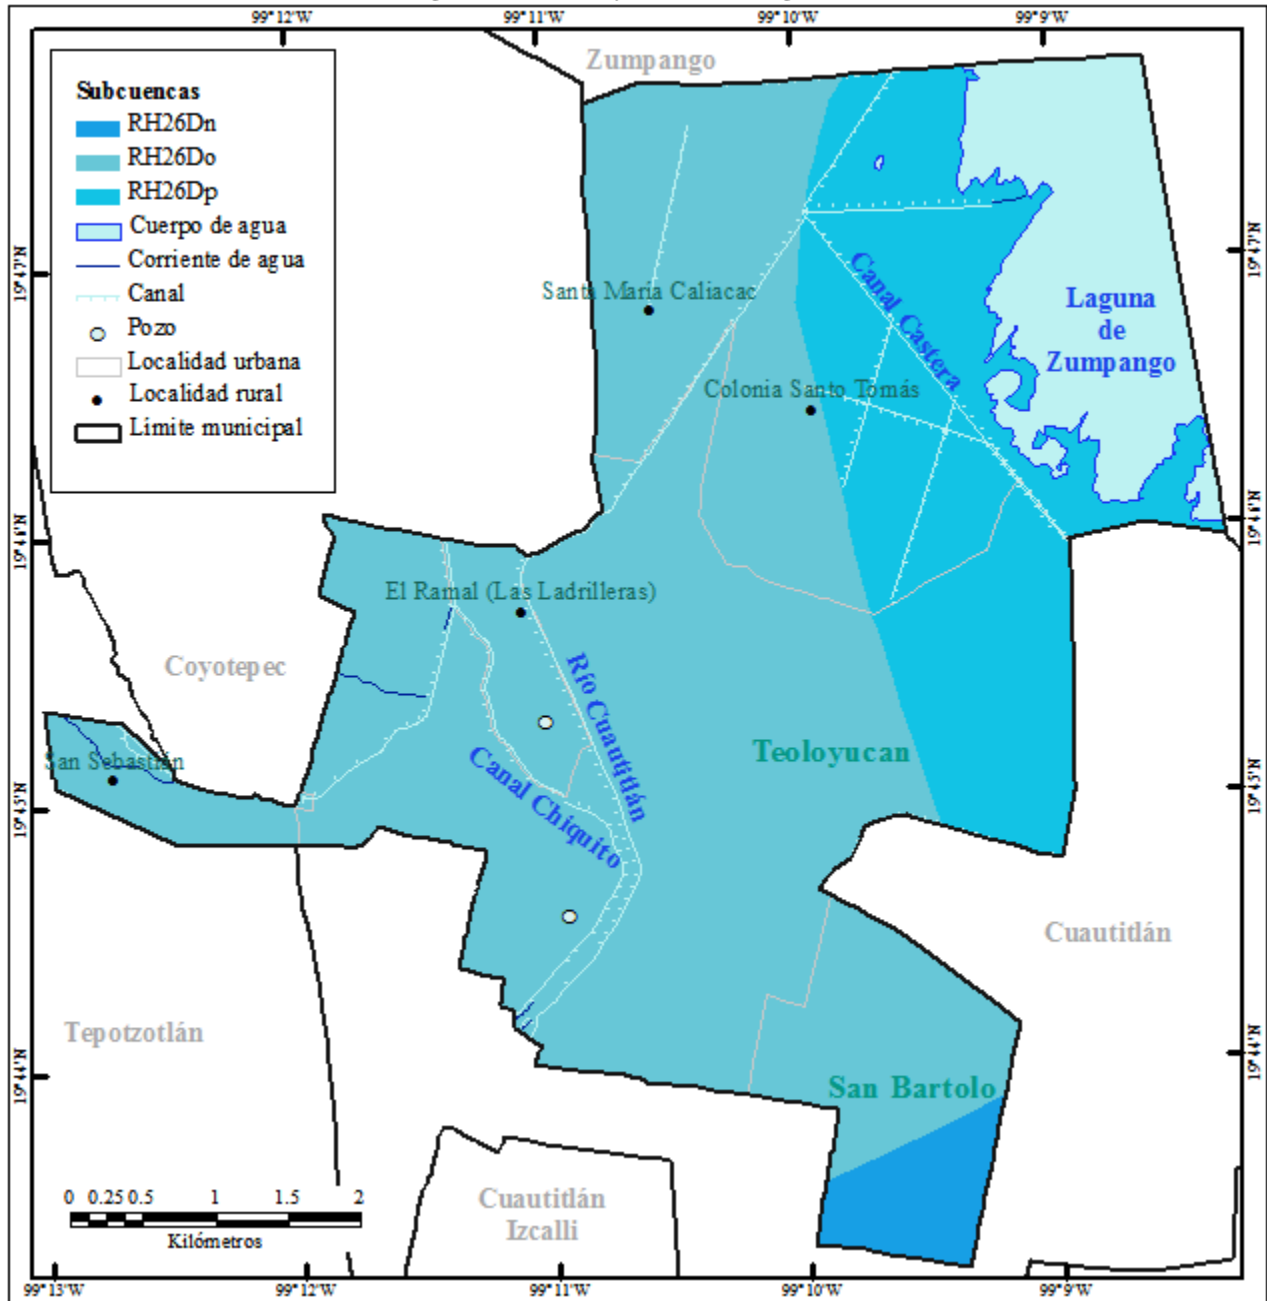 99°12'W
99°11'W
99°10'W
99°9'W
Zumpango
Subcuencas
RH26Dn
RH26Do
RH26Dp
Cuerpo de agua
Corriente de agua
Canal
Pozo
Localidad urbana
Localidad rural
Límite municipal
19°47'N
19°47'N
Santa María Caliacac
Canal Castera
Laguna
de
Zumpango
Colonia Santo Tomás
19°46'N
19°46'N
El Ramal (Las Ladrilleras)
Coyotepec
Río Cuautitlán
Teoloyucan
San Sebastián
Canal Chiquito
19°45'N
19°45'N
Cuautitlán
Tepotzotlán
19°44'N
19°44'N
San Bartolo
0 0.25 0.5 1 1.5 2
Kilómetros
Cuautitlán
Izcalli
99°13'W
99°12'W
99°11'W
99°10'W
99°9'W